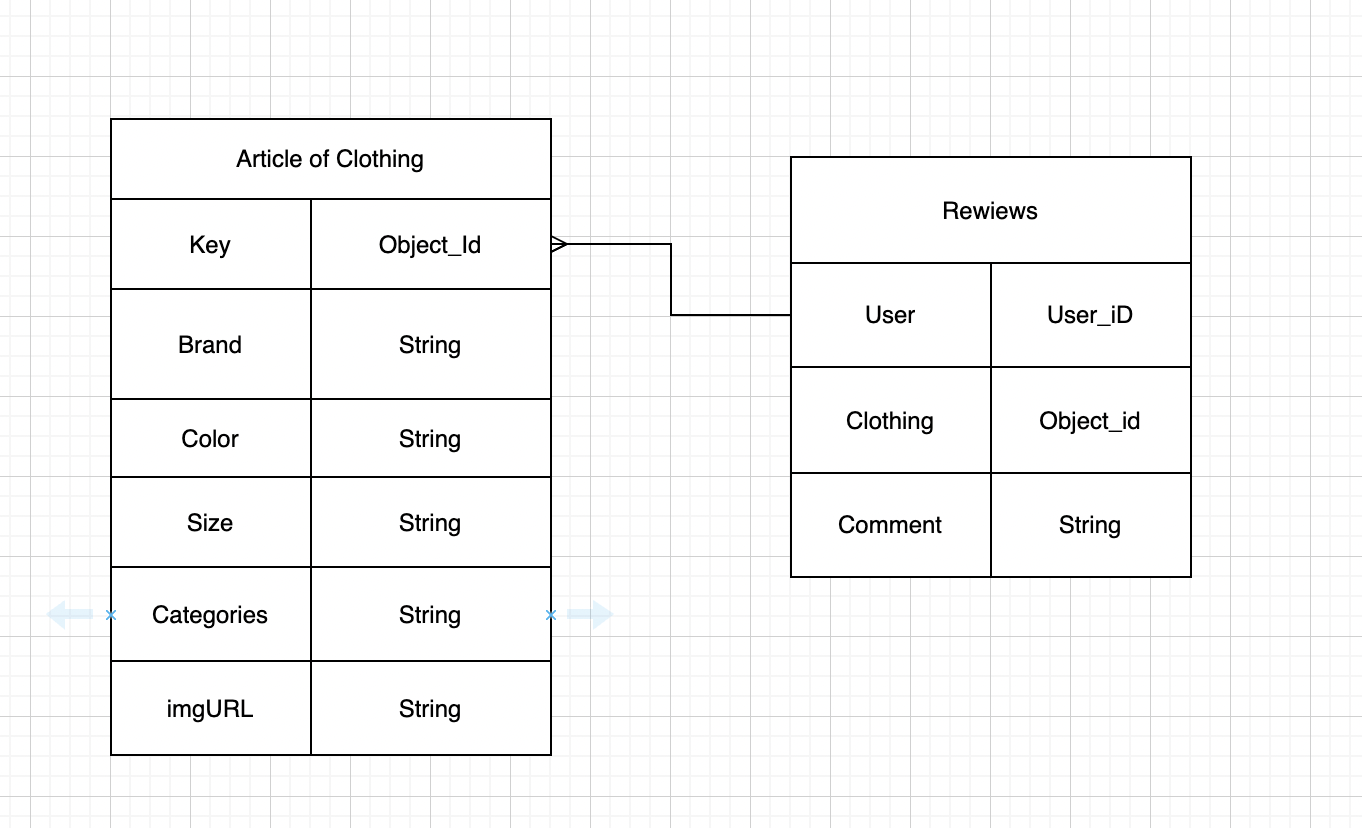 Article of Clothing
Key Object_Id
Brand String
Color String
Size String
Categories String
imgURL String
Rewiews
User User_iD
Clothing Object_id
Comment String